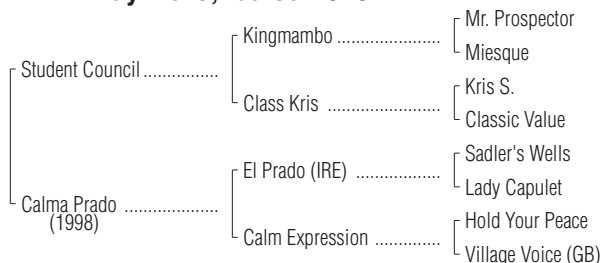 Mr. Prospector
Kingmambo ....................
Miesque
Student Council ................
Kris S.
Class Kris ......................
Classic Value
Sadler's Wells
El Prado (IRE) .................
Lady Capulet
Calma Prado ...................
(1998)
Hold Your Peace
Calm Expression .............
Village Voice (GB)